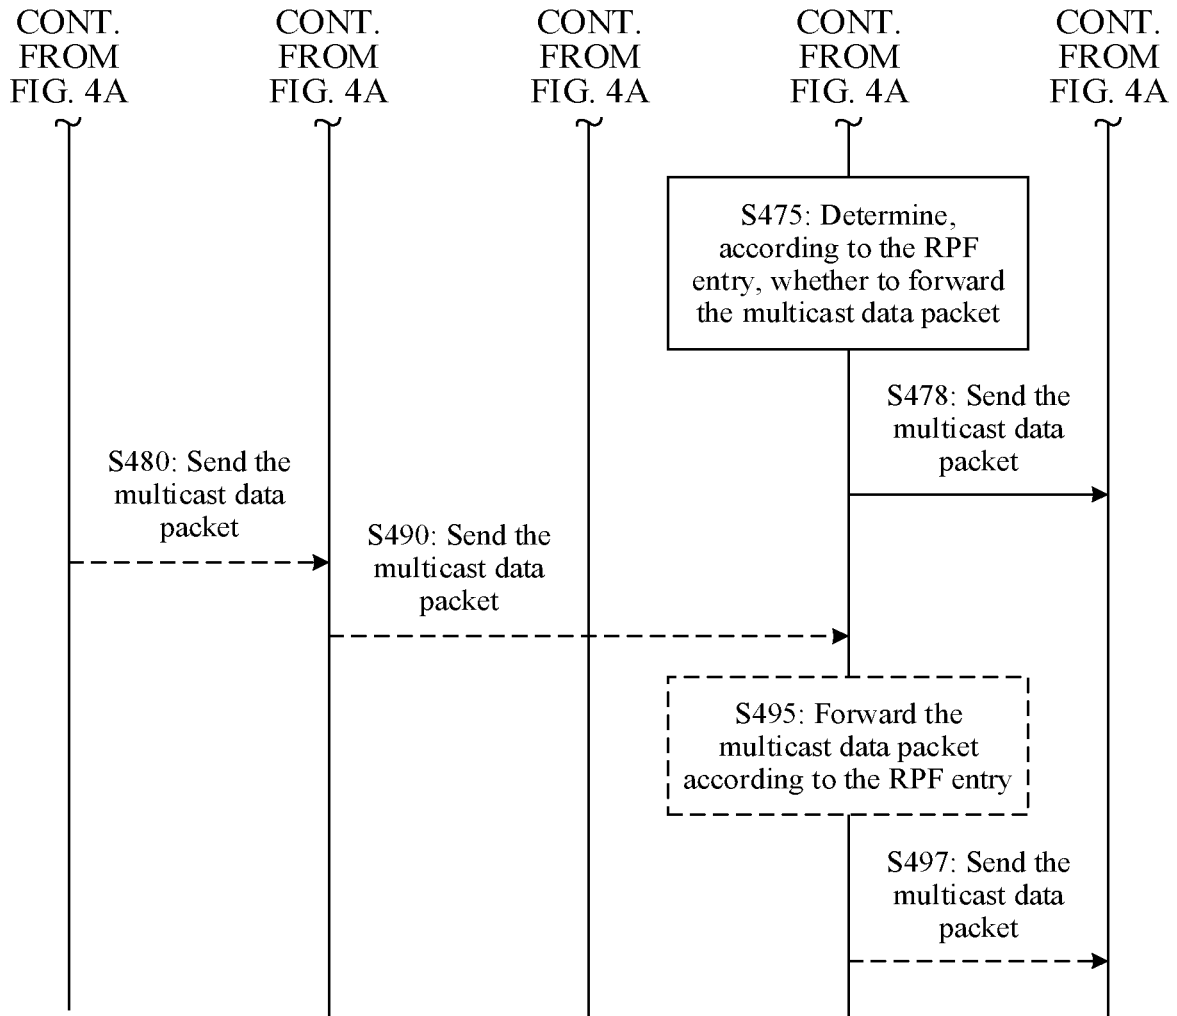 CONT.
FROM
FIG. 4A
CONT.
FROM
FIG. 4A
CONT.
FROM
FIG. 4A
CONT.
FROM
FIG. 4A
CONT.
FROM
FIG. 4A
S475: Determine,
according to the RPF
entry, whether to forward
the multicast data packet
S478: Send the
multicast data
packet
S480: Send the
multicast data
packet
S490: Send the
multicast data
packet
S495: Forward the
multicast data packet
according to the RPF entry
S497: Send the
multicast data
packet